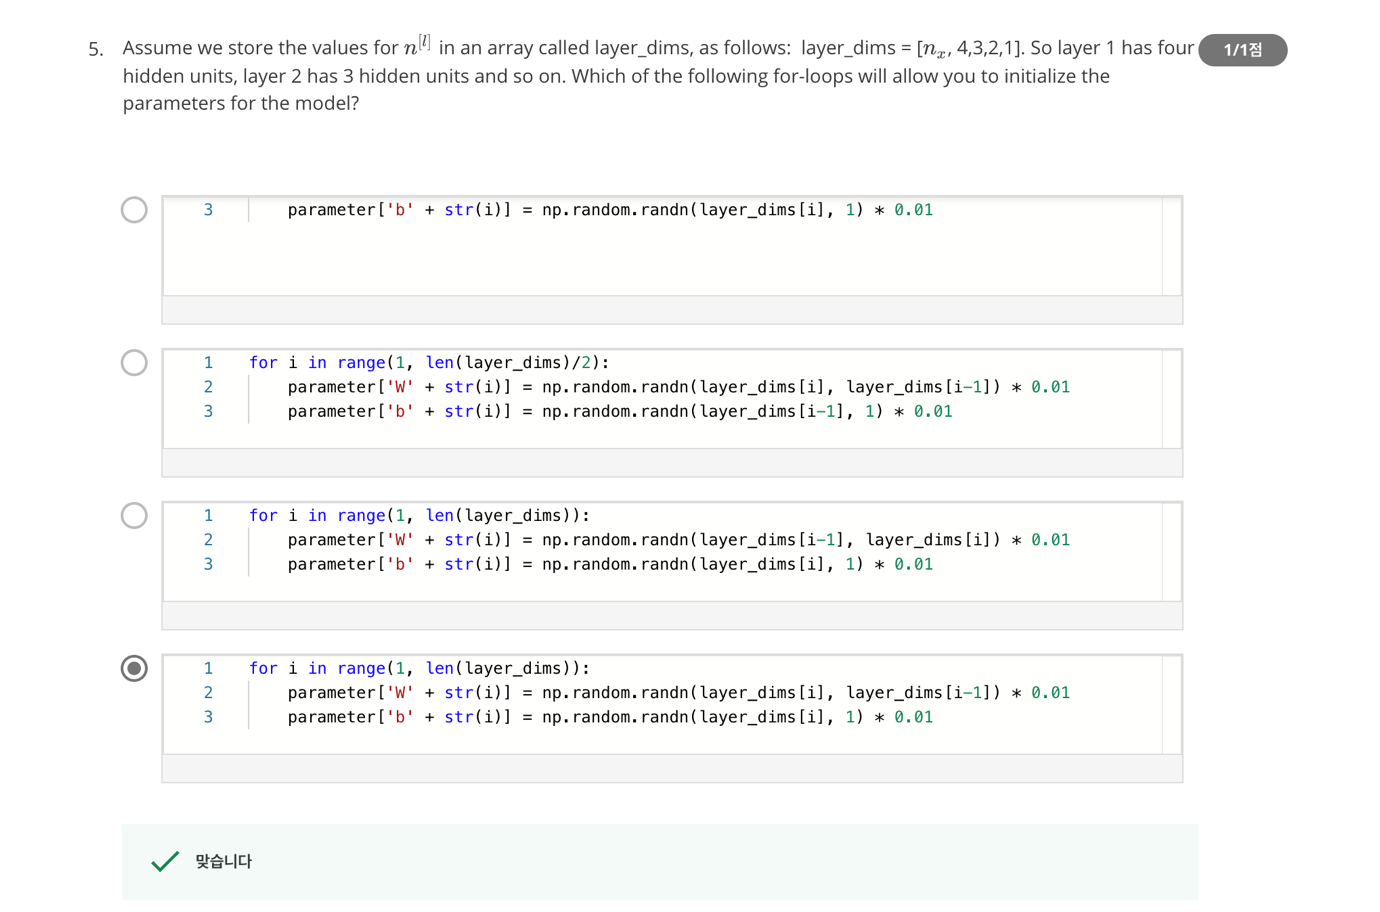 5. Assume we store the values for n^[l] in an array called layer_dims, as follows: layer_dims = [n_x, 4,3,2,1]. So layer 1 has four 1/1점
hidden units, layer 2 has 3 hidden units and so on. Which of the following for-loops will allow you to initialize the
parameters for the model?
3 parameter['b' + str(i)] = np.random.randn(layer_dims[i], 1) * 0.01
1 for i in range(1, len(layer_dims)/2):
2 parameter['W' + str(i)] = np.random.randn(layer_dims[i], layer_dims[i-1]) * 0.01
3 parameter['b' + str(i)] = np.random.randn(layer_dims[i-1], 1) * 0.01
1 for i in range(1, len(layer_dims)):
2 parameter['W' + str(i)] = np.random.randn(layer_dims[i-1], layer_dims[i]) * 0.01
3 parameter['b' + str(i)] = np.random.randn(layer_dims[i], 1) * 0.01
1 for i in range(1, len(layer_dims)):
2 parameter['W' + str(i)] = np.random.randn(layer_dims[i], layer_dims[i-1]) * 0.01
3 parameter['b' + str(i)] = np.random.randn(layer_dims[i], 1) * 0.01
맞습니다